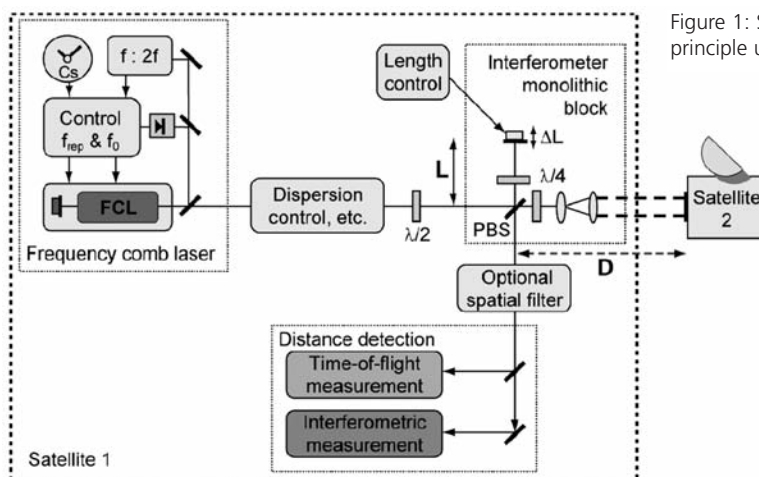 Figure 1: S
principle u
Cs
f : 2f
Control
f_rep & f_0
FCL
Frequency comb laser
Dispersion
control, etc.
λ/2
Length
control
Interferometer
monolithic
block
ΔL
L
λ/4
PBS
Satellite
2
D
Optional
spatial filter
Distance detection
Time-of-flight
measurement
Interferometric
measurement
Satellite 1